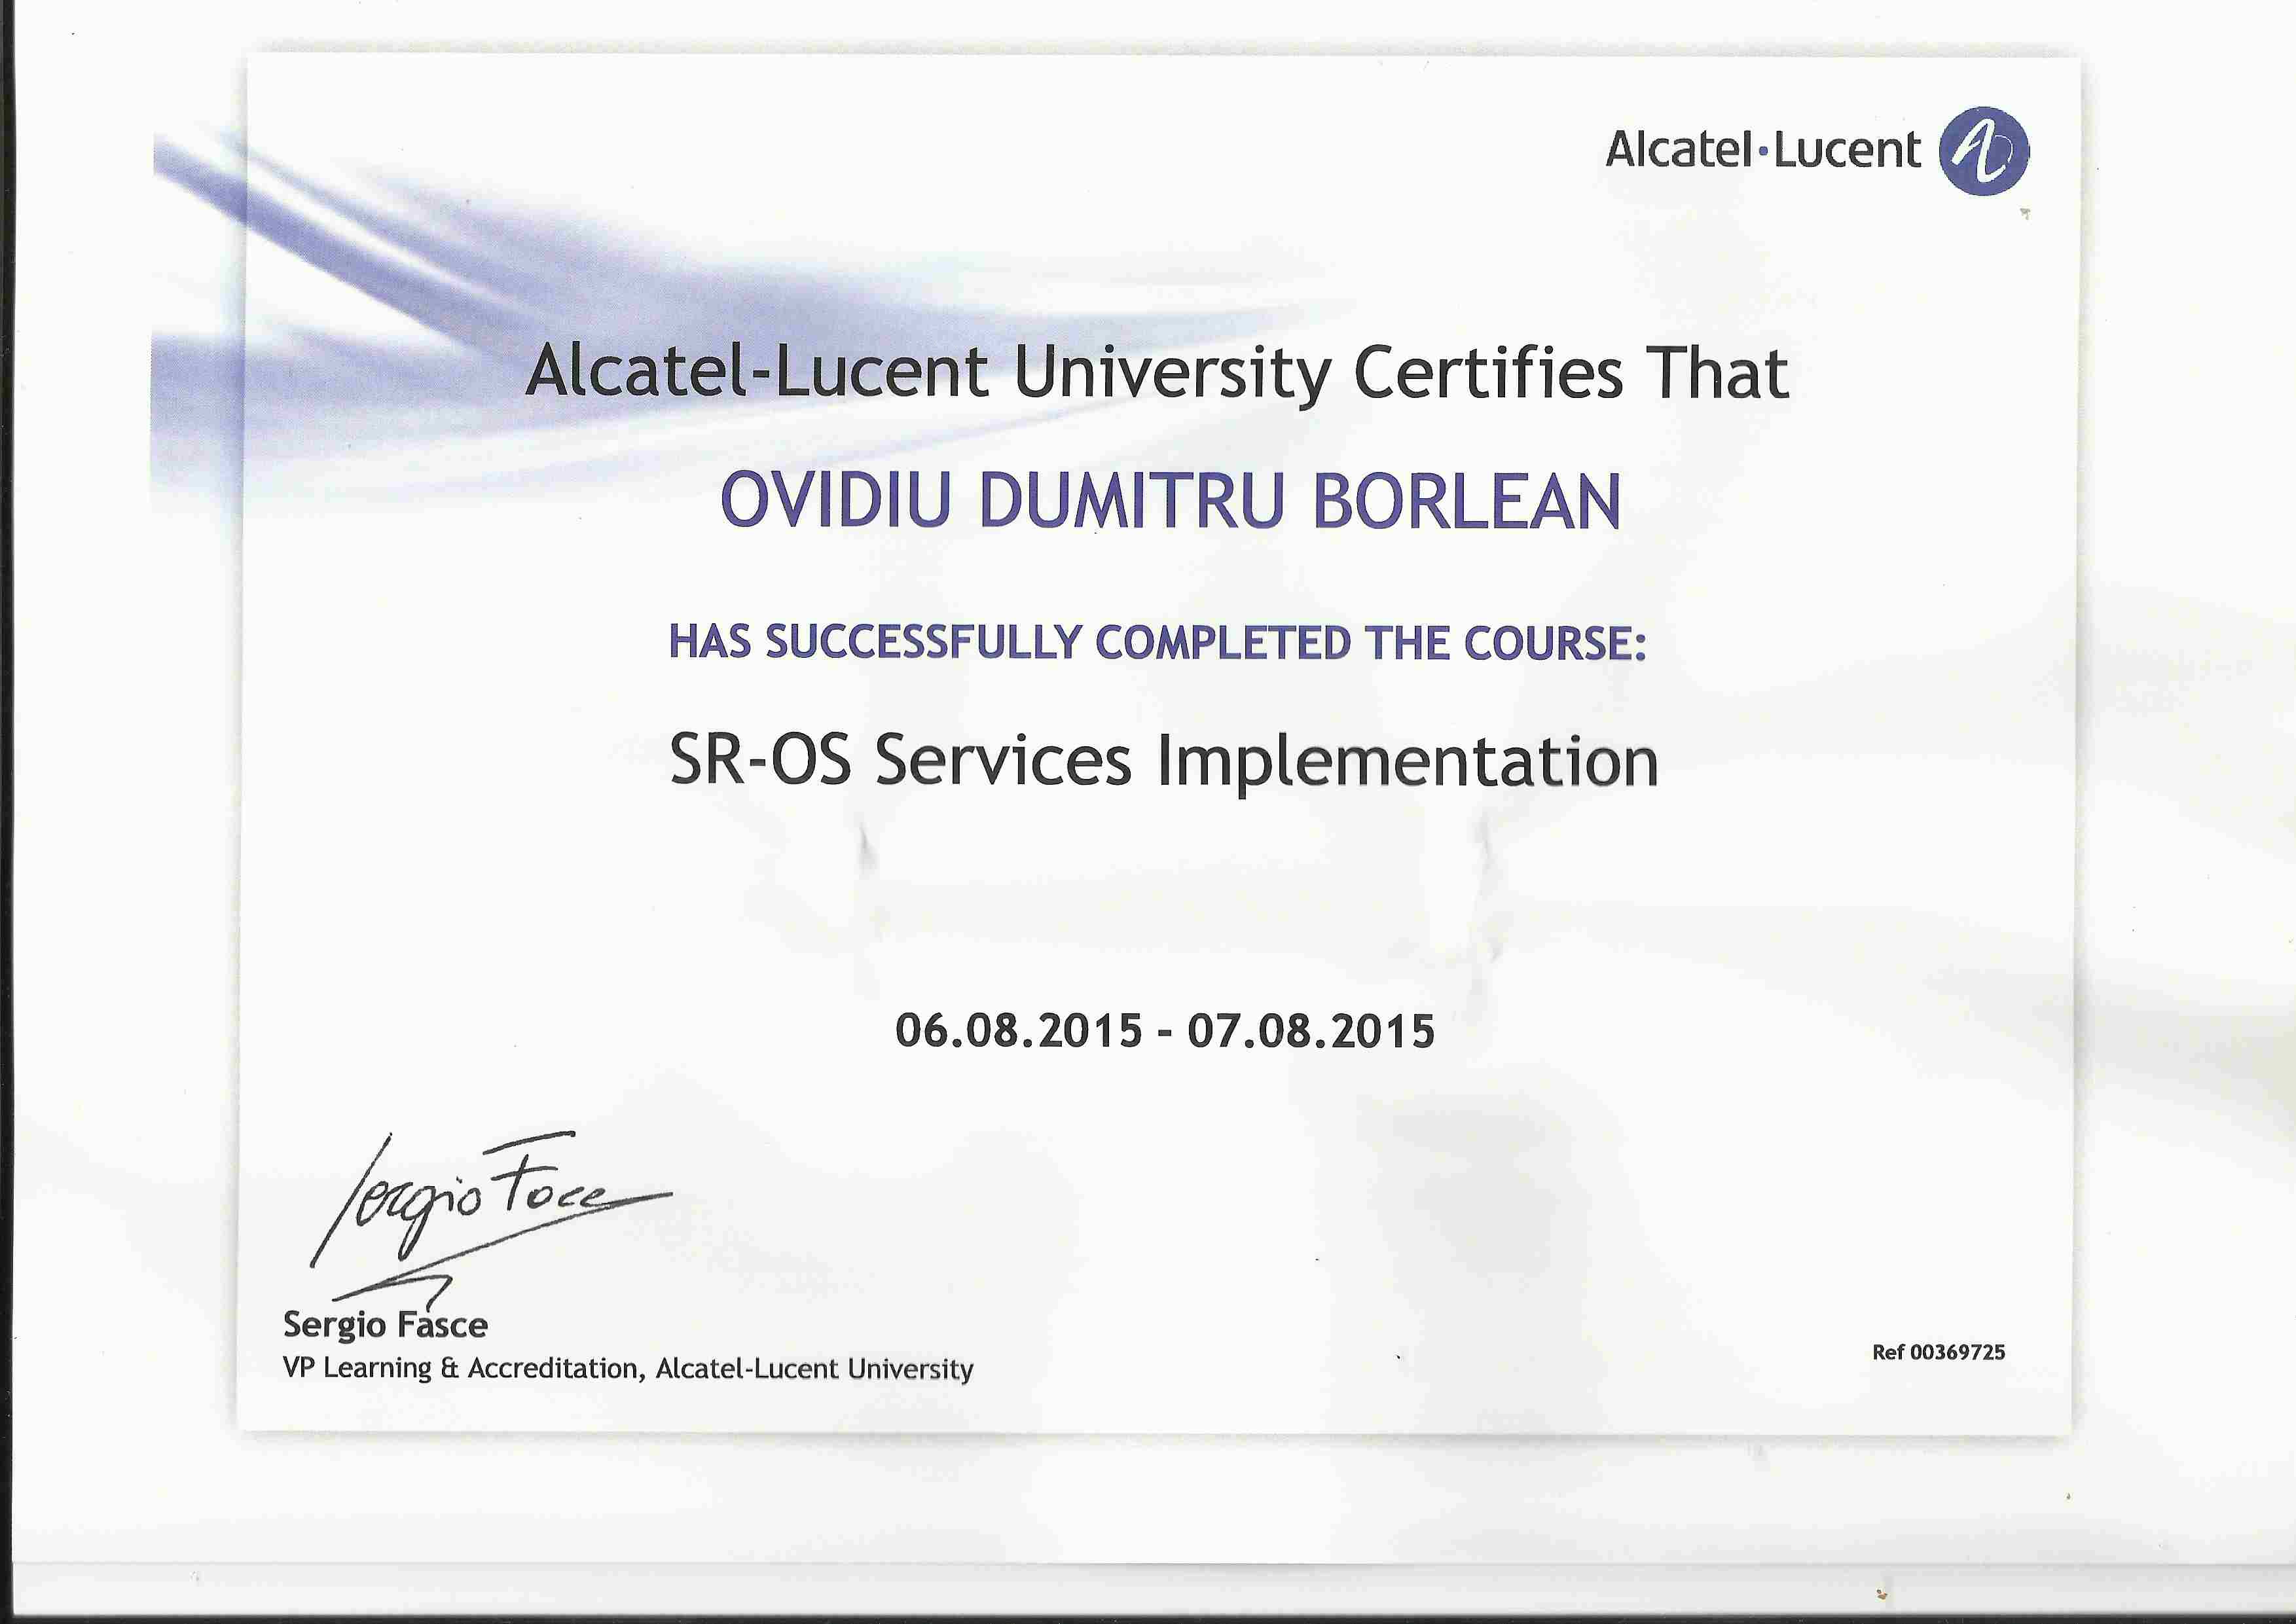 Alcatel·Lucent
Alcatel-Lucent University Certifies That
OVIDIU DUMITRU BORLEAN
HAS SUCCESSFULLY COMPLETED THE COURSE:
SR-OS Services Implementation
06.08.2015 - 07.08.2015
Sergio Fasce
Sergio Fasce
VP Learning & Accreditation, Alcatel-Lucent University
Ref 00369725